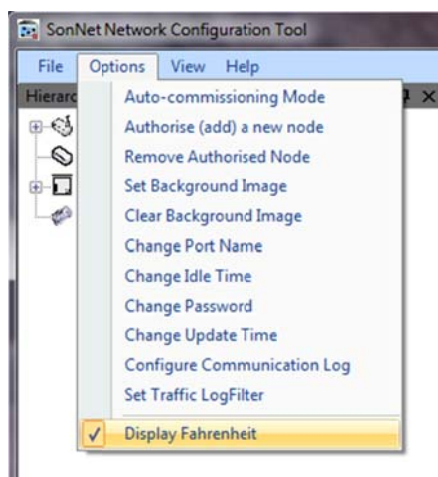 SonNet Network Configuration Tool
File Options View Help
Hierarc
Auto-commissioning Mode
Authorise (add) a new node
Remove Authorised Node
Set Background Image
Clear Background Image
Change Port Name
Change Idle Time
Change Password
Change Update Time
Configure Communication Log
Set Traffic LogFilter
Display Fahrenheit